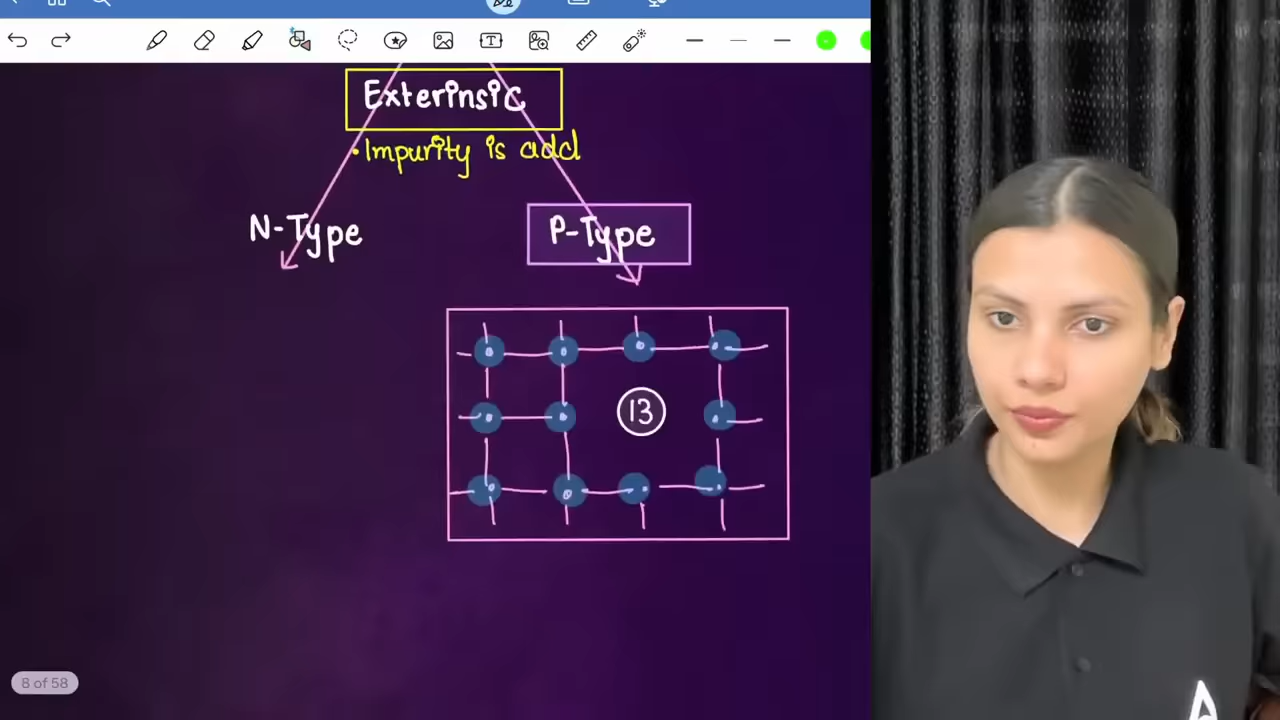 Exterinsic
• Impurity is add
N-Type
P-Type
13
8 of 58